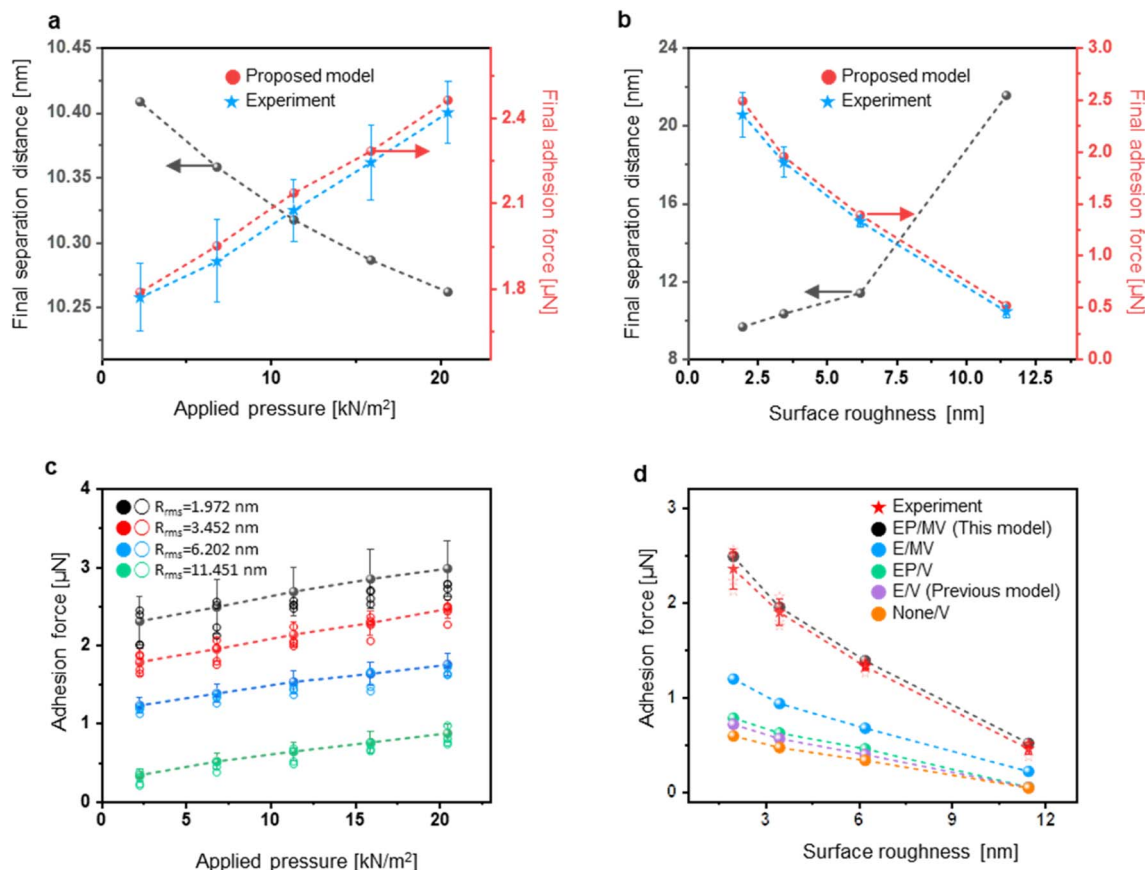 a
Final separation distance [nm]
10.45
10.40
10.35
10.30
10.25
Proposed model
Experiment
2.4
2.1
1.8
Final adhesion force [µN]
0
5
10
15
20
Applied pressure [kN/m²]
b
Final separation distance [nm]
24
20
16
12
8
Proposed model
Experiment
3.0
2.5
2.0
1.5
1.0
0.5
0.0
Final adhesion force [µN]
0.0
2.5
5.0
7.5
10.0
12.5
Surface roughness [nm]
c
Adhesion force [µN]
4
3
2
1
0
Rrms=1.972 nm
Rrms=3.452 nm
Rrms=6.202 nm
Rrms=11.451 nm
0
5
10
15
20
Applied pressure [kN/m²]
d
Adhesion force [µN]
3
2
1
0
Experiment
EP/MV (This model)
E/MV
EP/V
E/V (Previous model)
None/V
3
6
9
12
Surface roughness [nm]